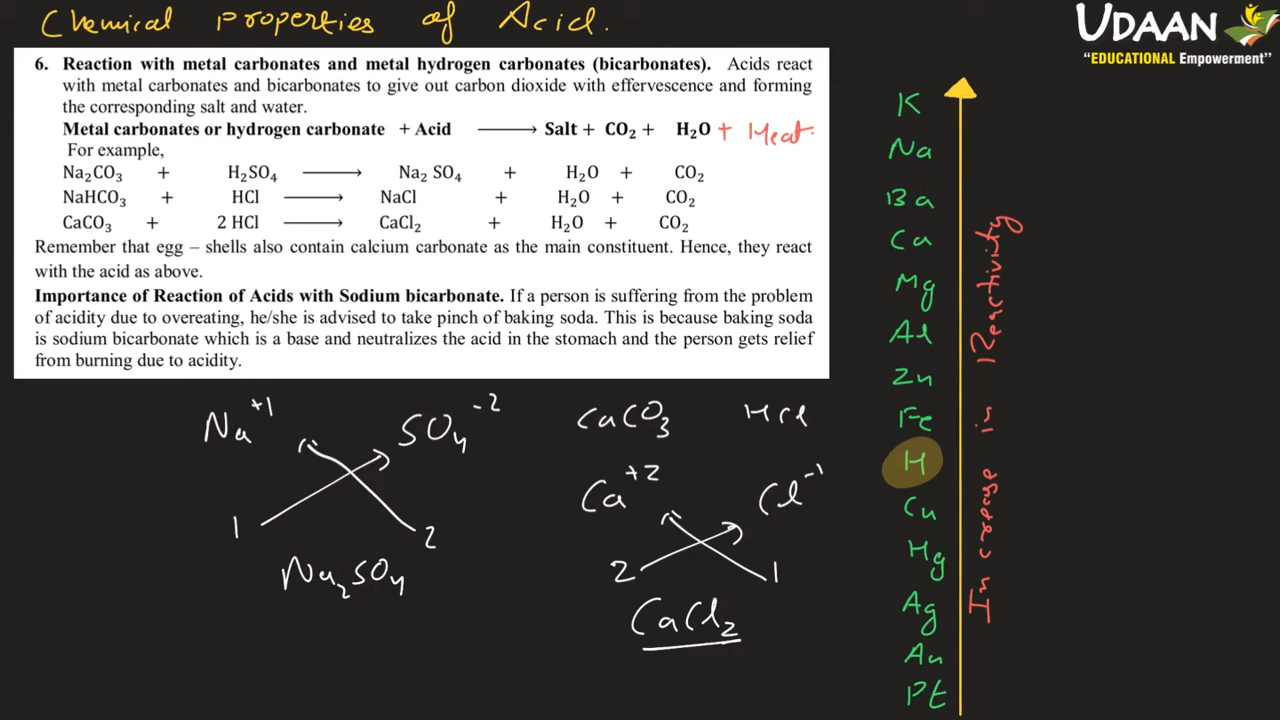 Chemical properties of Acid.
UDAAN
“EDUCATIONAL Empowerment”
6. Reaction with metal carbonates and metal hydrogen carbonates (bicarbonates). Acids react
with metal carbonates and bicarbonates to give out carbon dioxide with effervescence and forming
the corresponding salt and water.
Metal carbonates or hydrogen carbonate + Acid ⟶ Salt + CO₂ + H₂O + Heat.
For example,
Na₂CO₃ + H₂SO₄ ⟶ Na₂ SO₄ + H₂O + CO₂
NaHCO₃ + HCl ⟶ NaCl + H₂O + CO₂
CaCO₃ + 2 HCl ⟶ CaCl₂ + H₂O + CO₂
Remember that egg – shells also contain calcium carbonate as the main constituent. Hence, they react
with the acid as above.
Importance of Reaction of Acids with Sodium bicarbonate. If a person is suffering from the problem
of acidity due to overeating, he/she is advised to take pinch of baking soda. This is because baking soda
is sodium bicarbonate which is a base and neutralizes the acid in the stomach and the person gets relief
from burning due to acidity.
Na⁺¹ SO₄⁻²
1 2
Na₂SO₄
CaCO₃ HCl
Ca⁺² Cl⁻¹
2 1
CaCl₂
K
Na
Ba
Ca
Mg
Al
Zn
Fe
H
Cu
Hg
Ag
Au
Pt
Increase in Reactivity